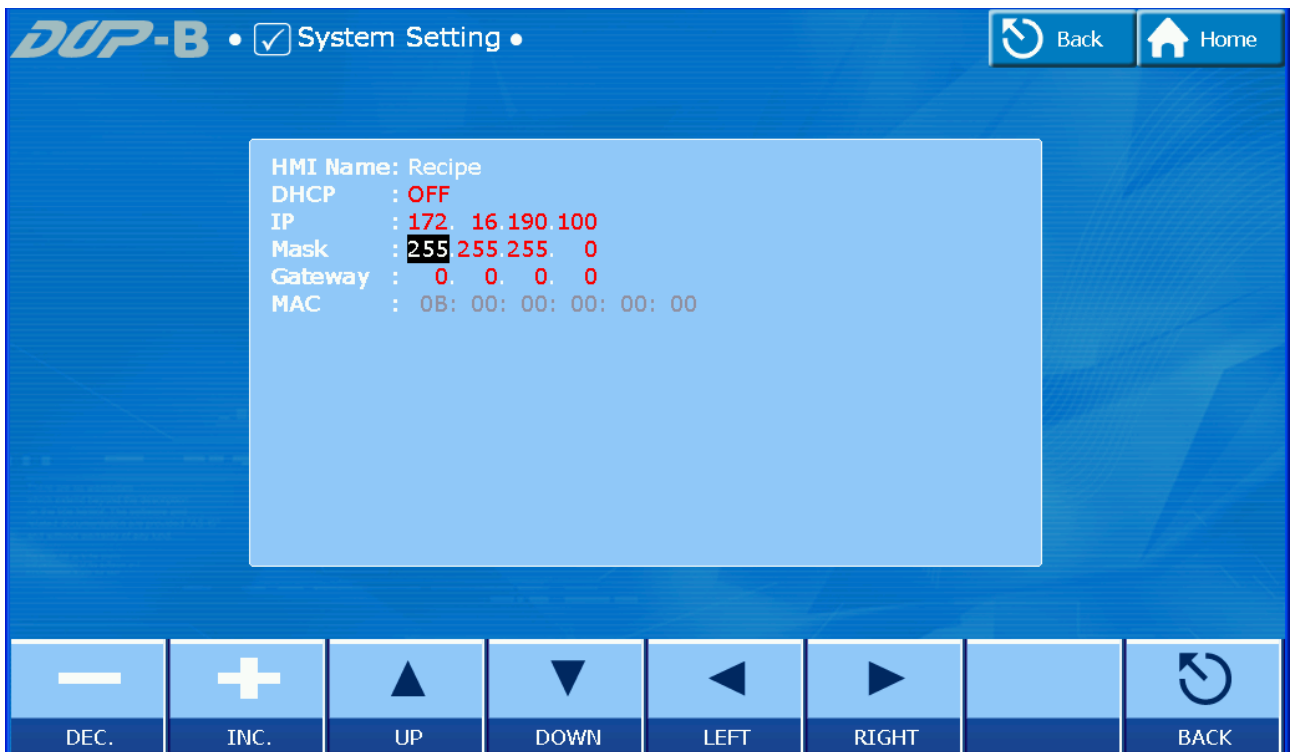 DOP-B • System Setting •
Back
Home
HMI Name: Recipe
DHCP : OFF
IP : 172. 16.190.100
Mask : 255.255.255. 0
Gateway : 0. 0. 0. 0
MAC : 0B: 00: 00: 00: 00: 00
DEC.
INC.
UP
DOWN
LEFT
RIGHT
BACK